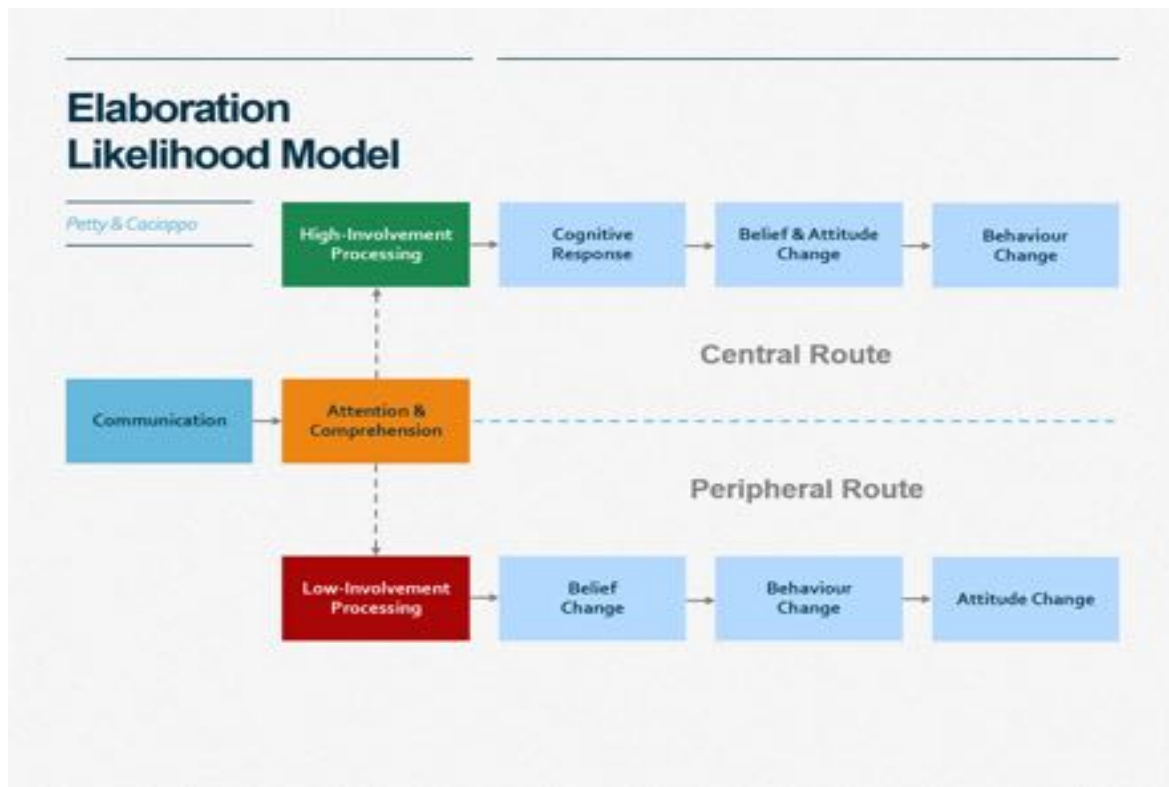 Elaboration
Likelihood Model
Petty & Cacioppo
High-Involvement
Processing
Cognitive
Response
Belief & Attitude
Change
Behaviour
Change
Central Route
Communication
Attention &
Comprehension
Peripheral Route
Low-Involvement
Processing
Belief
Change
Behaviour
Change
Attitude Change